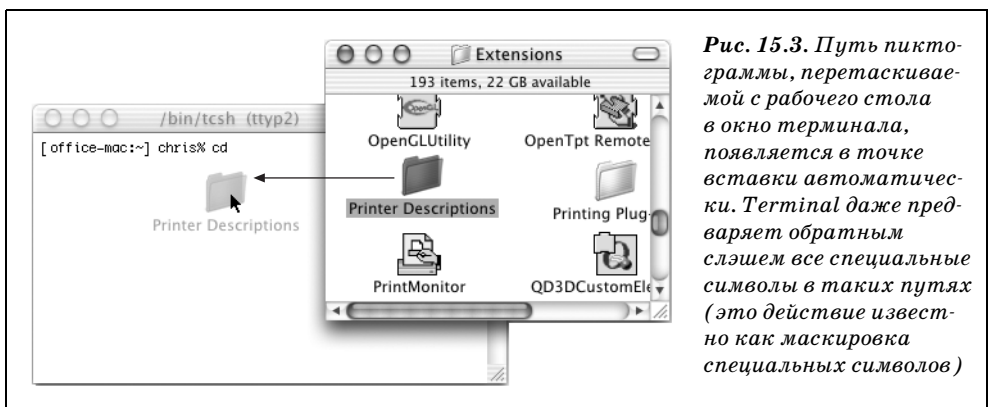 /bin/tcsh (ttyp2)
[office-mac:~] chris% cd
Printer Descriptions
Extensions
193 items, 22 GB available
OpenGL
OpenGLUtility
OpenTpt Remote
Printer Descriptions
Printing Plug-
PrintMonitor
QD3DCustomEle
Рис. 15.3. Путь пикто-
граммы, перетаскивае-
мой с рабочего стола
в окно терминала,
появляется в точке
вставки автоматичес-
ки. Terminal даже пред-
варяет обратным
слэшем все специальные
символы в таких путях
(это действие извест-
но как маскировка
специальных символов)